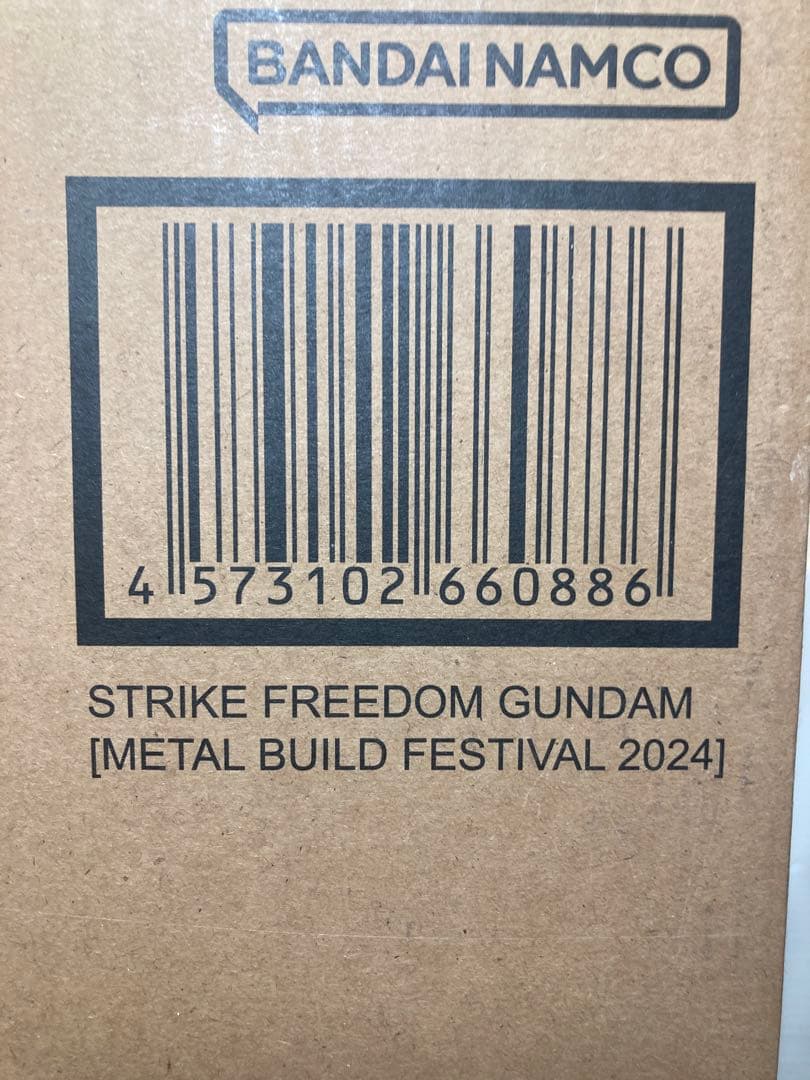 BANDAI NAMCO
4 573102 660886
STRIKE FREEDOM GUNDAM
[METAL BUILD FESTIVAL 2024]